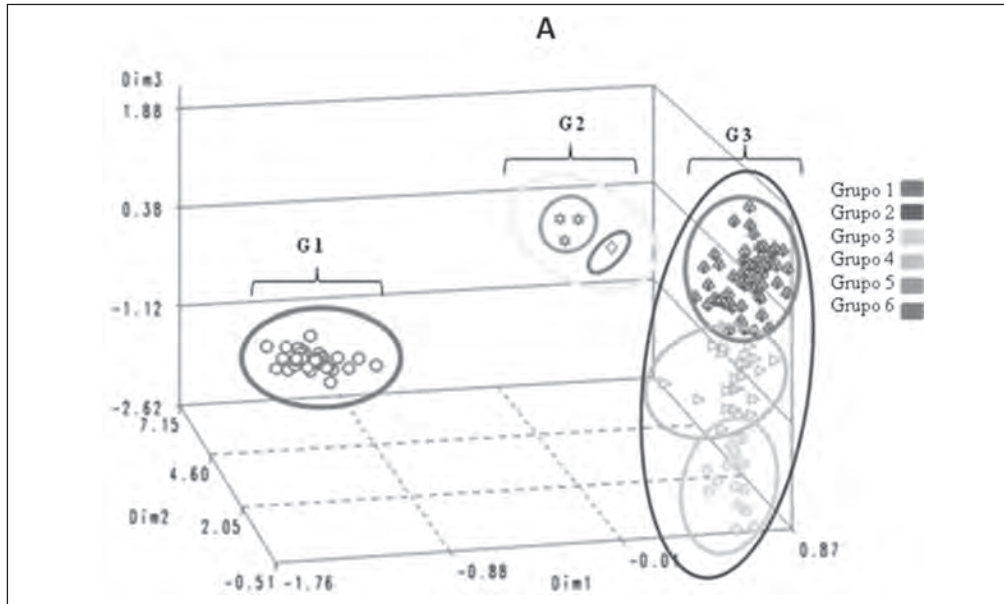 A
Dim3
1.88
0.38
-1.12
-2.62
7.15
4.60
2.05
-0.51
Dim2
-1.76
-0.88
-0.01
0.87
Dim1
G1
G2
G3
Grupo 1
Grupo 2
Grupo 3
Grupo 4
Grupo 5
Grupo 6